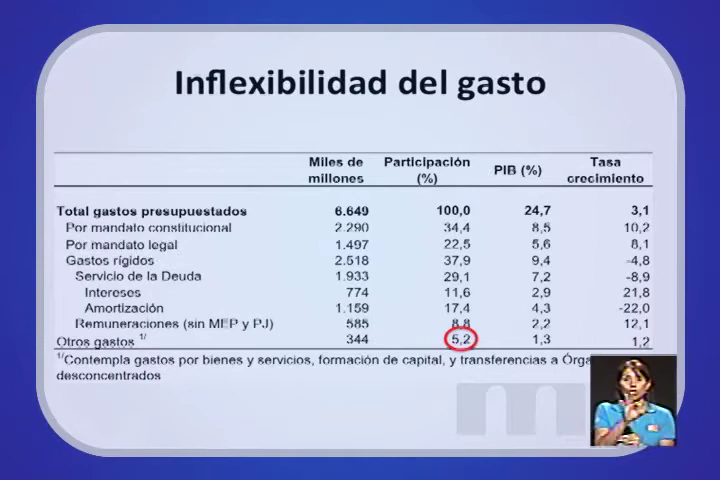 Inflexibilidad del gasto
Miles de millones Participación (%) PIB (%) Tasa crecimiento
Total gastos presupuestados 6.649 100,0 24,7 3,1
Por mandato constitucional 2.290 34,4 8,5 10,2
Por mandato legal 1.497 22,5 5,6 8,1
Gastos rígidos 2.518 37,9 9,4 -4,8
Servicio de la Deuda 1.933 29,1 7,2 -8,9
Intereses 774 11,6 2,9 21,8
Amortización 1.159 17,4 4,3 -22,0
Remuneraciones (sin MEP y PJ) 585 8,8 2,2 12,1
Otros gastos 1/ 344 5,2 1,3 1,2
1/Contempla gastos por bienes y servicios, formación de capital, y transferencias a
desconcentrados